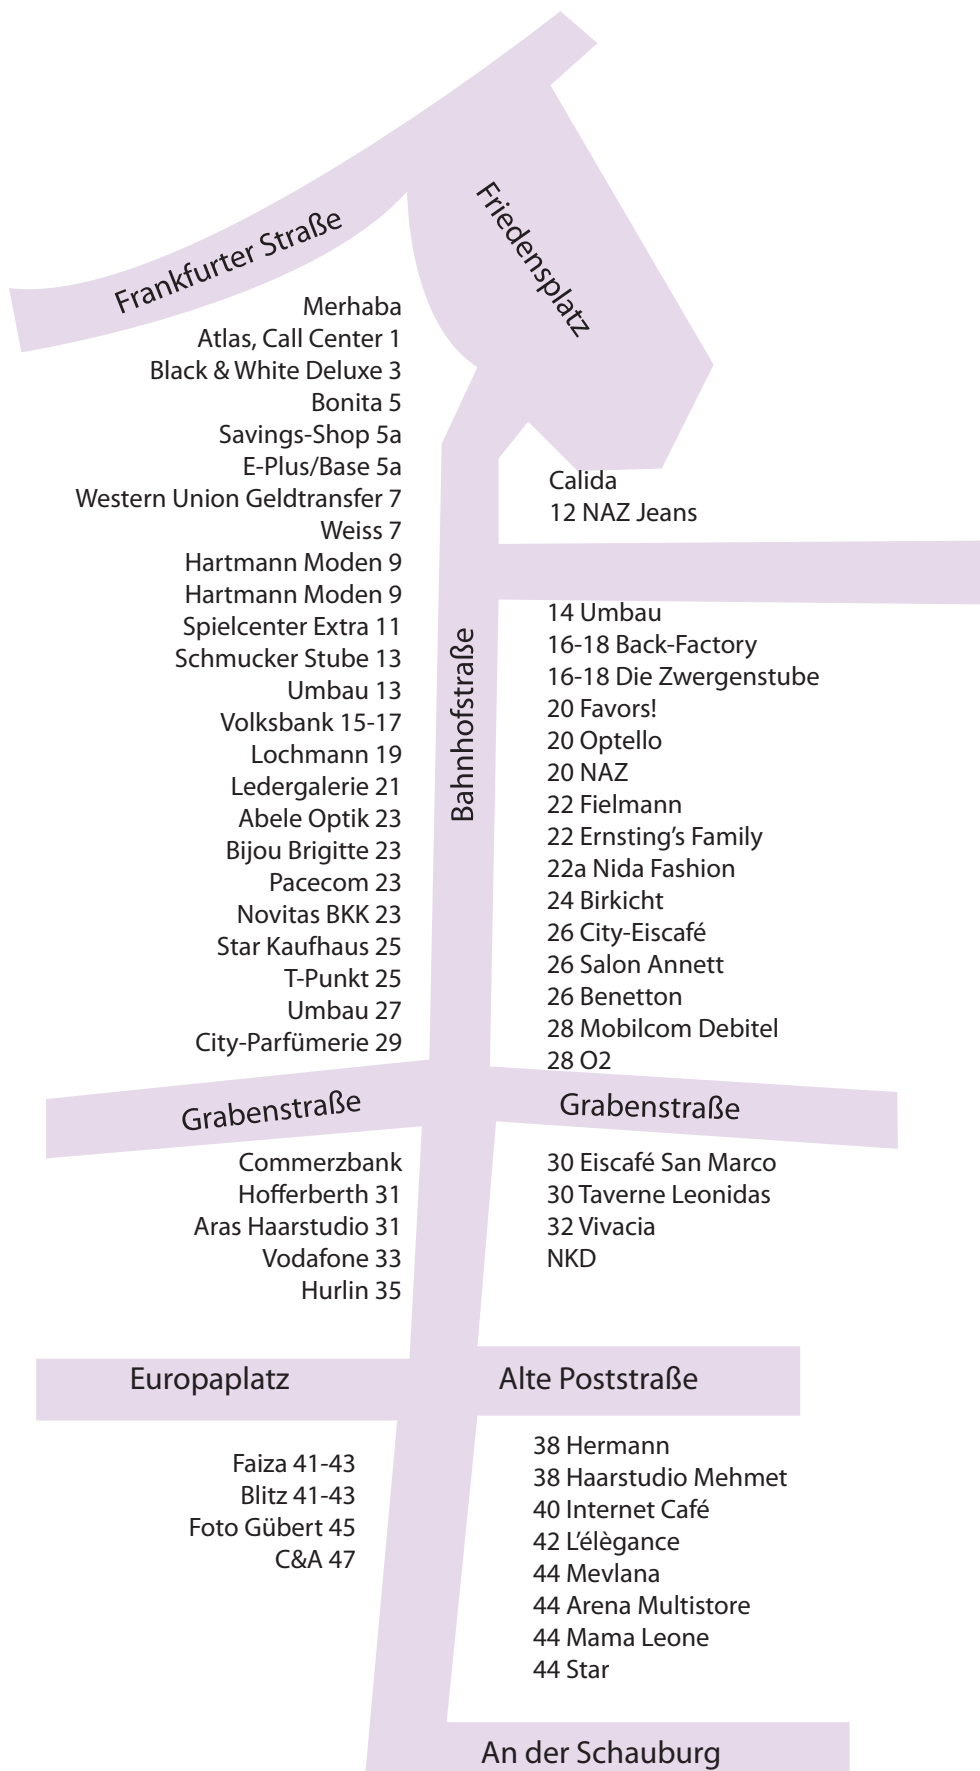 Frankfurter Straße
Friedensplatz
Merhaba
Atlas, Call Center 1
Black & White Deluxe 3
Bonita 5
Savings-Shop 5a
E-Plus/Base 5a
Western Union Geldtransfer 7
Weiss 7
Hartmann Moden 9
Hartmann Moden 9
Spielcenter Extra 11
Schmucker Stube 13
Umbau 13
Volksbank 15-17
Lochmann 19
Ledergalerie 21
Abele Optik 23
Bijou Brigitte 23
Pacecom 23
Novitas BKK 23
Star Kaufhaus 25
T-Punkt 25
Umbau 27
City-Parfümerie 29
Bahnhofstraße
Calida
12 NAZ Jeans
14 Umbau
16-18 Back-Factory
16-18 Die Zwergenstube
20 Favors!
20 Optello
20 NAZ
22 Fielmann
22 Ernsting’s Family
22a Nida Fashion
24 Birkicht
26 City-Eiscafé
26 Salon Annett
26 Benetton
28 Mobilcom Debitel
28 O2
Grabenstraße
Grabenstraße
Commerzbank
Hofferberth 31
Aras Haarstudio 31
Vodafone 33
Hurlin 35
30 Eiscafé San Marco
30 Taverne Leonidas
32 Vivacia
NKD
Europaplatz
Alte Poststraße
Faiza 41-43
Blitz 41-43
Foto Gübert 45
C&A 47
38 Hermann
38 Haarstudio Mehmet
40 Internet Café
42 L’élègance
44 Mevlana
44 Arena Multistore
44 Mama Leone
44 Star
An der Schauburg